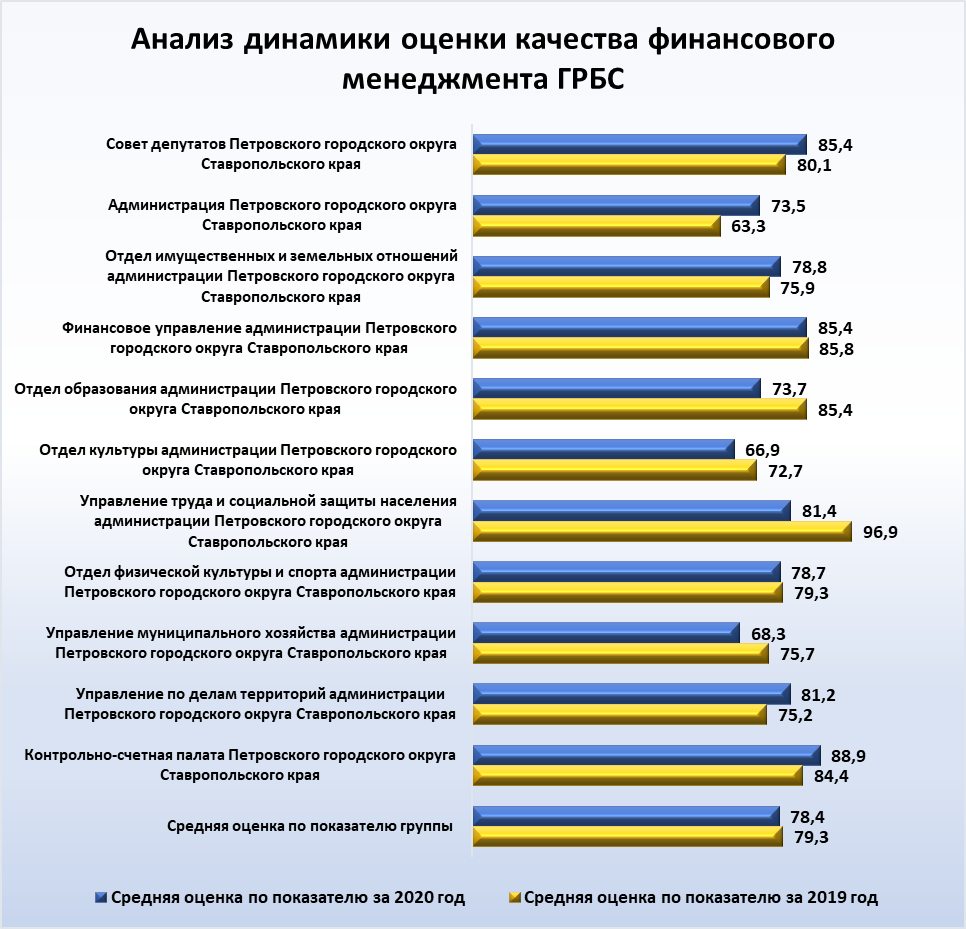 Анализ динамики оценки качества финансового
менеджмента ГРБС
Совет депутатов Петровского городского округа
Ставропольского края
85,4
80,1
Администрация Петровского городского округа
Ставропольского края
73,5
63,3
Отдел имущественных и земельных отношений
администрации Петровского городского округа
Ставропольского края
78,8
75,9
Финансовое управление администрации Петровского
городского округа Ставропольского края
85,4
85,8
Отдел образования администрации Петровского городского
округа Ставропольского края
73,7
85,4
Отдел культуры администрации Петровского городского
округа Ставропольского края
66,9
72,7
Управление труда и социальной защиты населения
администрации Петровского городского округа
Ставропольского края
81,4
96,9
Отдел физической культуры и спорта администрации
Петровского городского округа Ставропольского края
78,7
79,3
Управление муниципального хозяйства администрации
Петровского городского округа Ставропольского края
68,3
75,7
Управление по делам территорий администрации
Петровского городского округа Ставропольского края
81,2
75,2
Контрольно-счетная палата Петровского городского округа
Ставропольского края
88,9
84,4
Средняя оценка по показателю группы
78,4
79,3
Средняя оценка по показателю за 2020 год
Средняя оценка по показателю за 2019 год